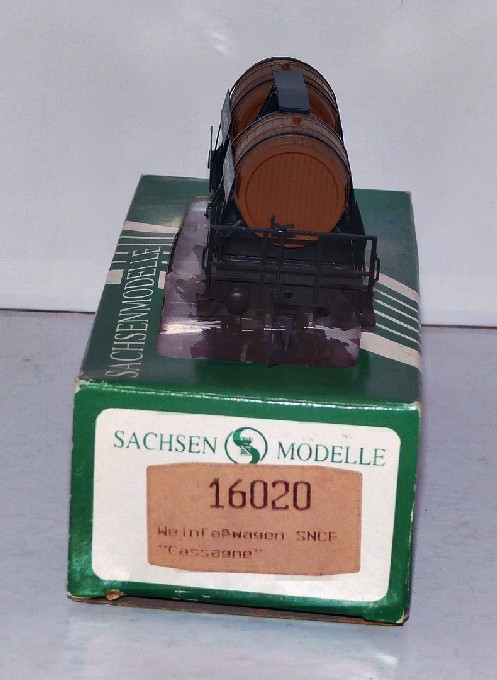 SACHSENMODELLE
SACHSEN MODELLE
16020
Weinfaßwagen SNCF
"Cassagne"